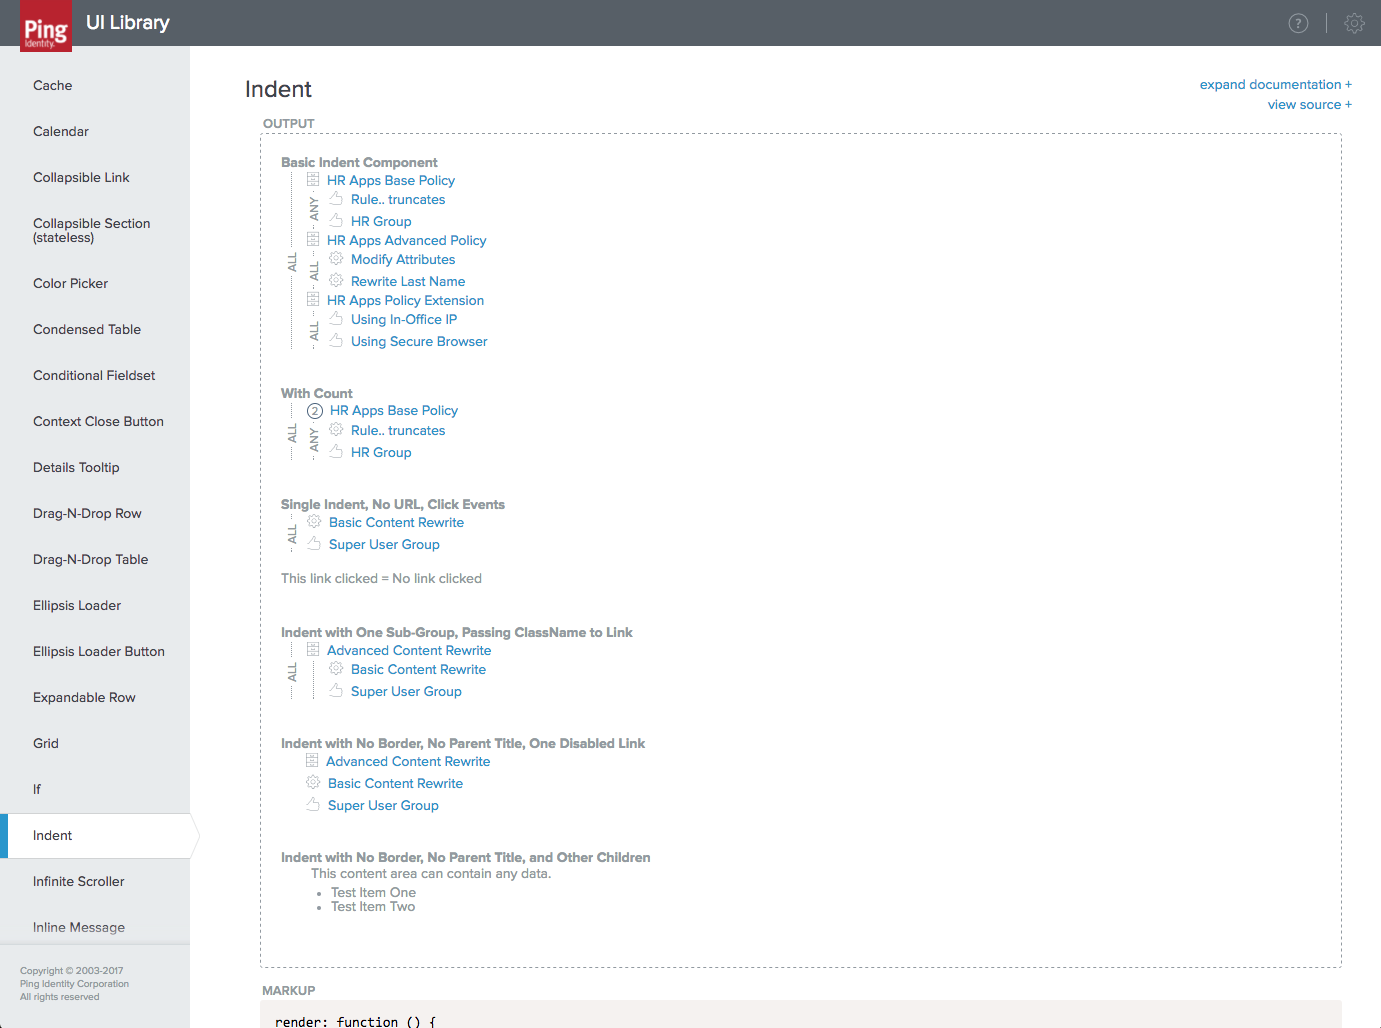 Ping
Identity.
UI Library
?
Cache
Calendar
Collapsible Link
Collapsible Section
(stateless)
Color Picker
Condensed Table
Conditional Fieldset
Context Close Button
Details Tooltip
Drag-N-Drop Row
Drag-N-Drop Table
Ellipsis Loader
Ellipsis Loader Button
Expandable Row
Grid
If
Indent
Infinite Scroller
Inline Message
Copyright © 2003-2017
Ping Identity Corporation
All rights reserved
Indent
expand documentation +
view source +
OUTPUT
Basic Indent Component
ALL
HR Apps Base Policy
ANY
Rule.. truncates
HR Group
HR Apps Advanced Policy
ALL
Modify Attributes
Rewrite Last Name
HR Apps Policy Extension
ALL
Using In-Office IP
Using Secure Browser
With Count
ALL
2 HR Apps Base Policy
ANY
Rule.. truncates
HR Group
Single Indent, No URL, Click Events
ALL
Basic Content Rewrite
Super User Group
This link clicked = No link clicked
Indent with One Sub-Group, Passing ClassName to Link
ALL
Advanced Content Rewrite
Basic Content Rewrite
Super User Group
Indent with No Border, No Parent Title, One Disabled Link
Advanced Content Rewrite
Basic Content Rewrite
Super User Group
Indent with No Border, No Parent Title, and Other Children
This content area can contain any data.
• Test Item One
• Test Item Two
MARKUP
render: function () {